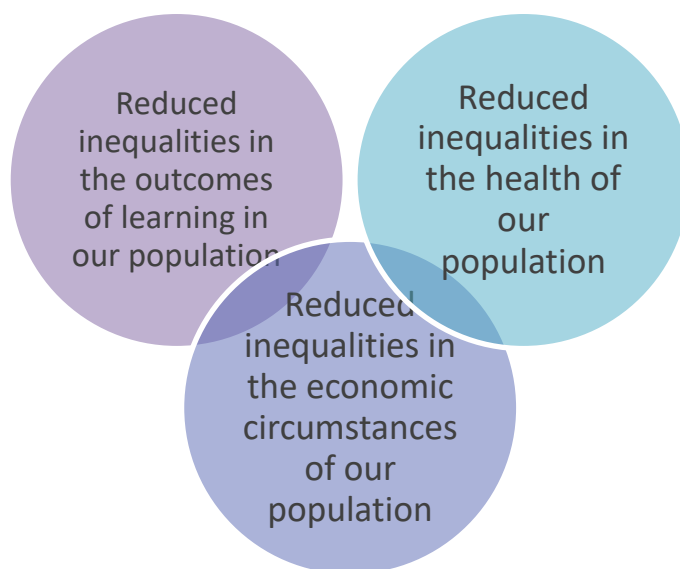 Reduced
inequalities in
the outcomes
of learning in
our population
Reduced
inequalities in
the health of
our
population
Reduced
inequalities in
the economic
circumstances
of our
population